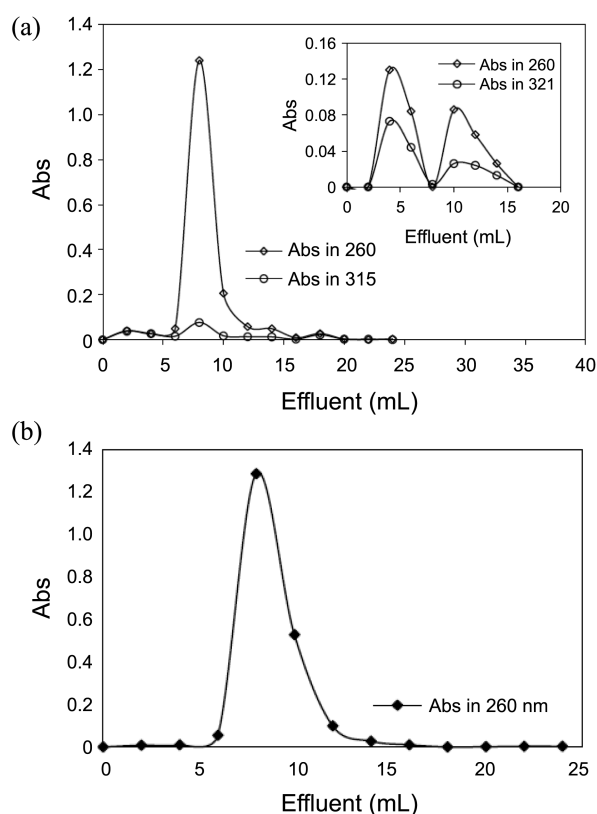 (a)
1.4
1.2
1.0
0.8
0.6
0.4
0.2
0
Abs
0 5 10 15 20 25 30 35 40
Effluent (mL)
Abs in 260
Abs in 315
0.16
0.12
0.08
0.04
0
Abs
0 5 10 15 20
Effluent (mL)
Abs in 260
Abs in 321
(b)
1.4
1.2
1.0
0.8
0.6
0.4
0.2
0
Abs
0 5 10 15 20 25
Effluent (mL)
Abs in 260 nm